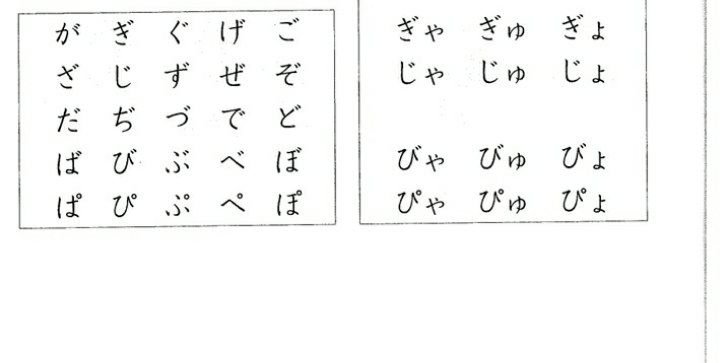 が ぎ ぐ げ ご
ざ じ ず ぜ ぞ
だ ぢ づ で ど
ば び ぶ べ ぼ
ぱ ぴ ぷ ぺ ぽ
ぎゃ ぎゅ ぎょ
じゃ じゅ じょ
びゃ びゅ びょ
ぴゃ ぴゅ ぴょ